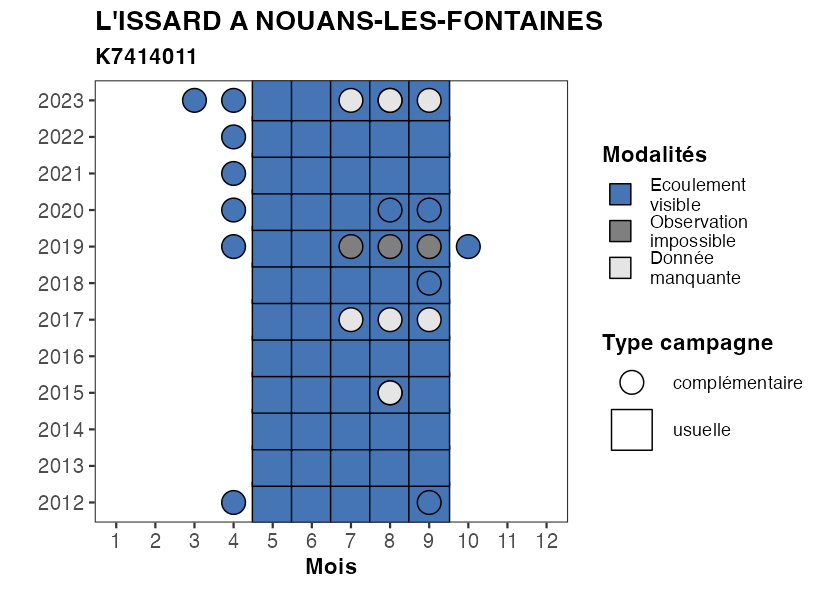 L'ISSARD A NOUANS-LES-FONTAINES
K7414011
2023
2022
2021
2020
2019
2018
2017
2016
2015
2014
2013
2012
1 2 3 4 5 6 7 8 9 10 11 12
Mois
Modalités
Ecoulement
visible
Observation
impossible
Donnée
manquante
Type campagne
complémentaire
usuelle